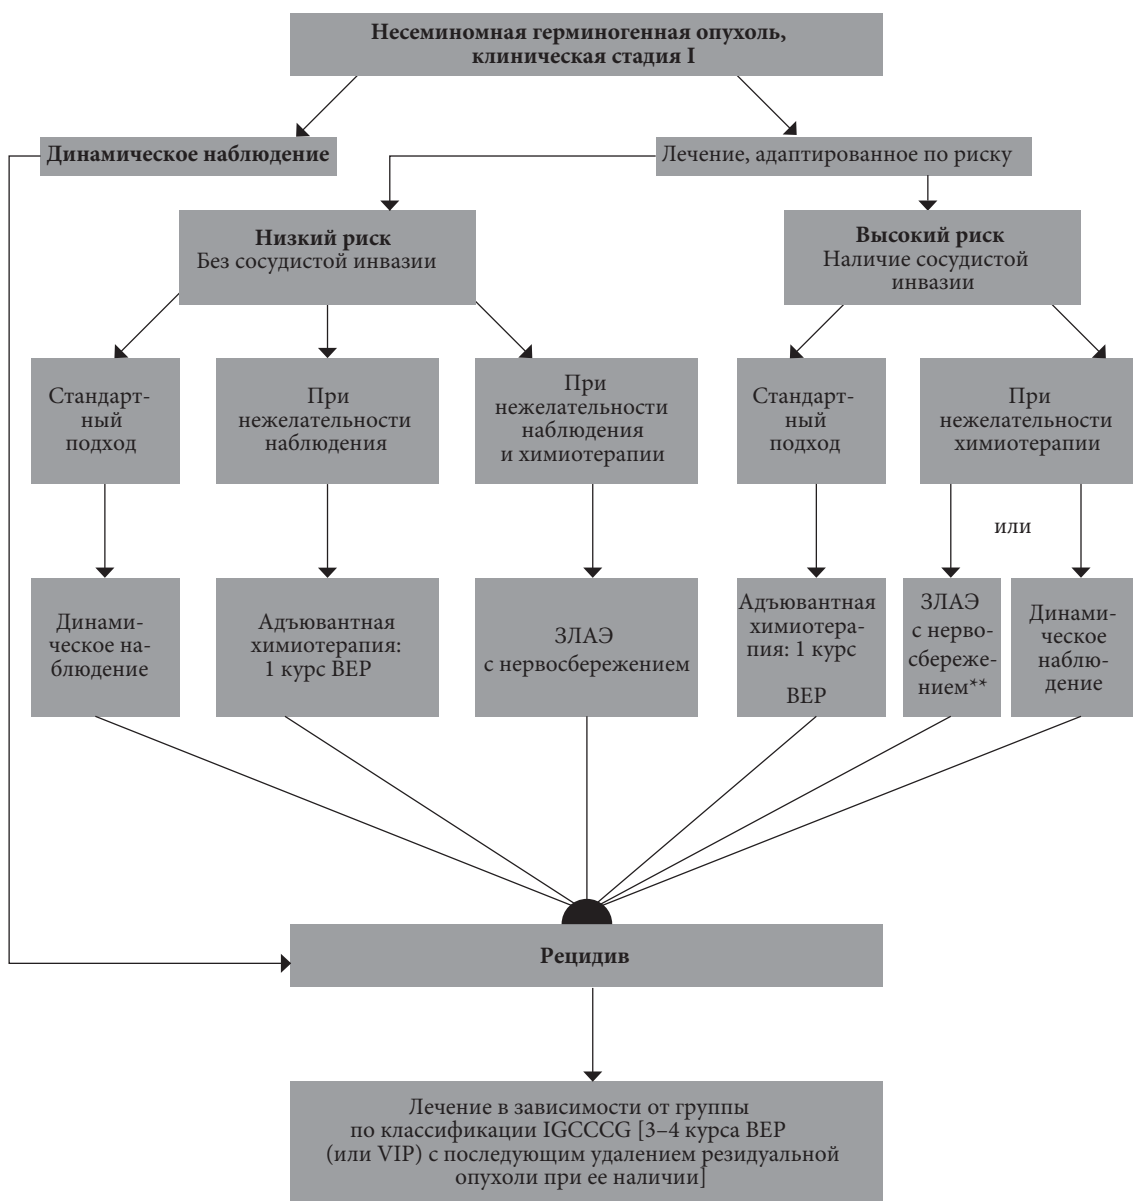 Несеминомная герминогенная опухоль,
клиническая стадия I
Динамическое наблюдение
Лечение, адаптированное по риску
Низкий риск
Без сосудистой инвазии
Высокий риск
Наличие сосудистой
инвазии
Стандарт-
ный
подход
При
нежелательности
наблюдения
При
нежелательности
наблюдения
и химиотерапии
Стандарт-
ный
подход
При
нежелательности
химиотерапии
или
Динами-
ческое на-
блюдение
Адъювантная
химиотерапия:
1 курс BEP
ЗЛАЭ
с нервосбережением
Адъювантная
химиотера-
пия: 1 курс
BEP
ЗЛАЭ
с нерво-
сбереже-
нием**
Динами-
ческое
наблю-
дение
Рецидив
Лечение в зависимости от группы
по классификации IGCCCG [3–4 курса BEP
(или VIP) с последующим удалением резидуальной
опухоли при ее наличии]